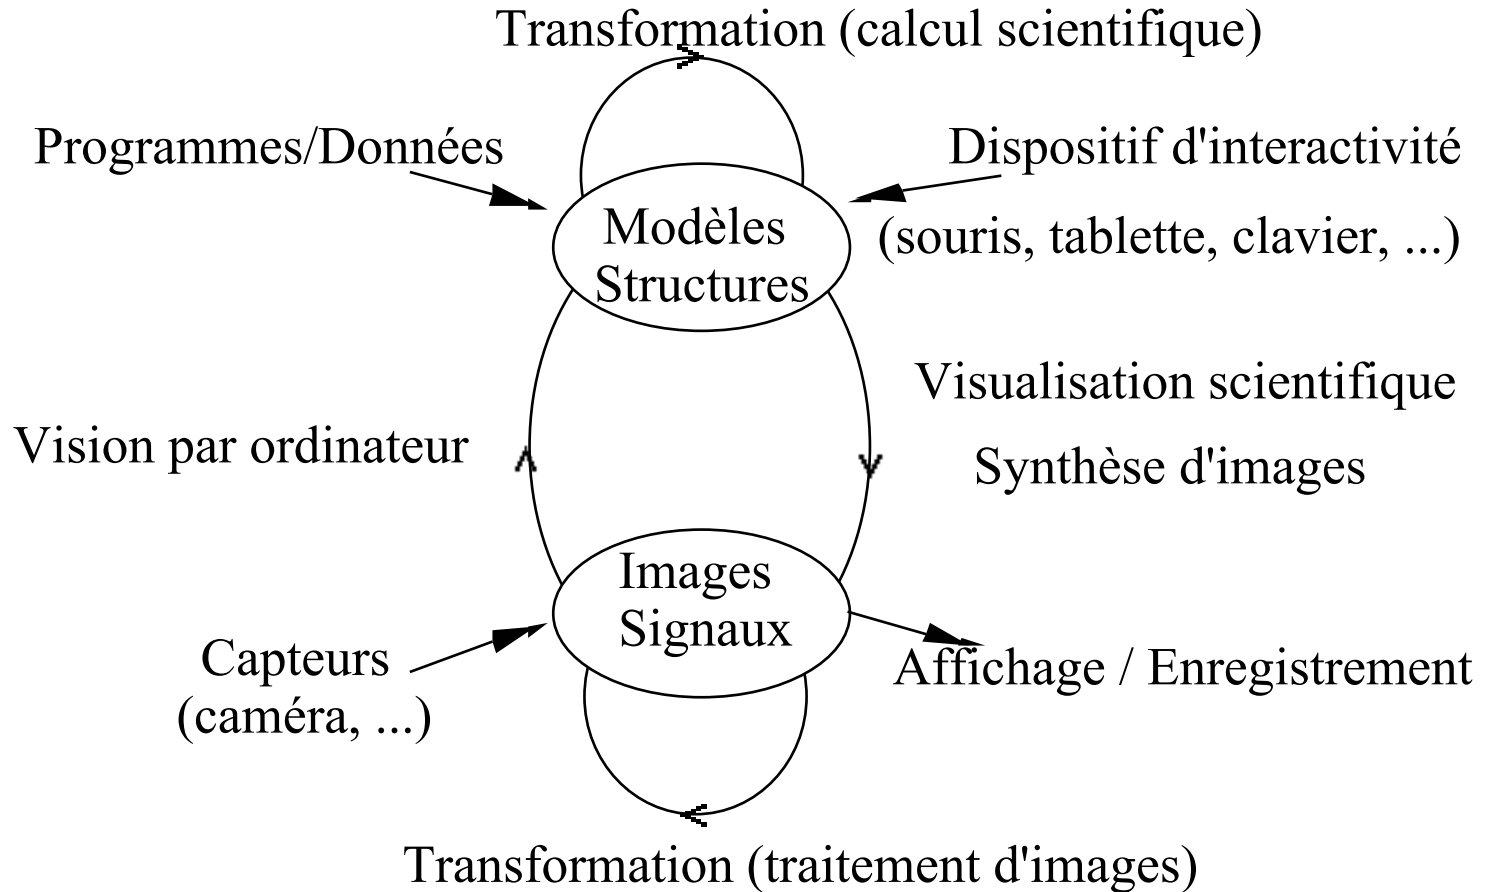 Transformation (calcul scientifique)
Programmes/Données
Dispositif d'interactivité
(souris, tablette, clavier, ...)
Modèles
Structures
Visualisation scientifique
Synthèse d'images
Vision par ordinateur
Images
Signaux
Capteurs
(caméra, ...)
Affichage / Enregistrement
Transformation (traitement d'images)